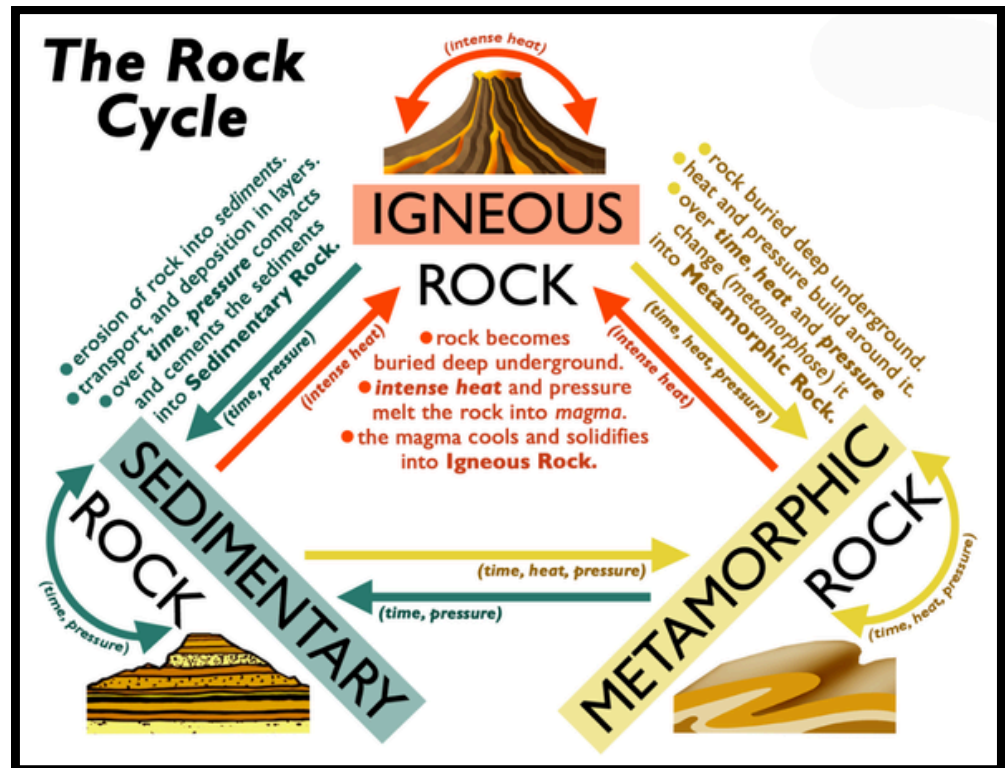 The Rock
Cycle
(intense heat)
IGNEOUS
ROCK
● erosion of rock into sediments.
● transport, and deposition in layers.
● over time, pressure compacts
and cements the sediments
into Sedimentary Rock.
(time, pressure)
(intense heat)
● rock becomes
buried deep underground.
● intense heat and pressure
melt the rock into magma.
● the magma cools and solidifies
into Igneous Rock.
(intense heat)
(time, heat, pressure)
● rock buried deep underground.
● heat and pressure build around it.
● over time, heat and pressure
change (metamorphose) it
into Metamorphic Rock.
SEDIMENTARY
ROCK
(time, pressure)
(time, heat, pressure)
(time, pressure)
METAMORPHIC
ROCK
(time, heat, pressure)